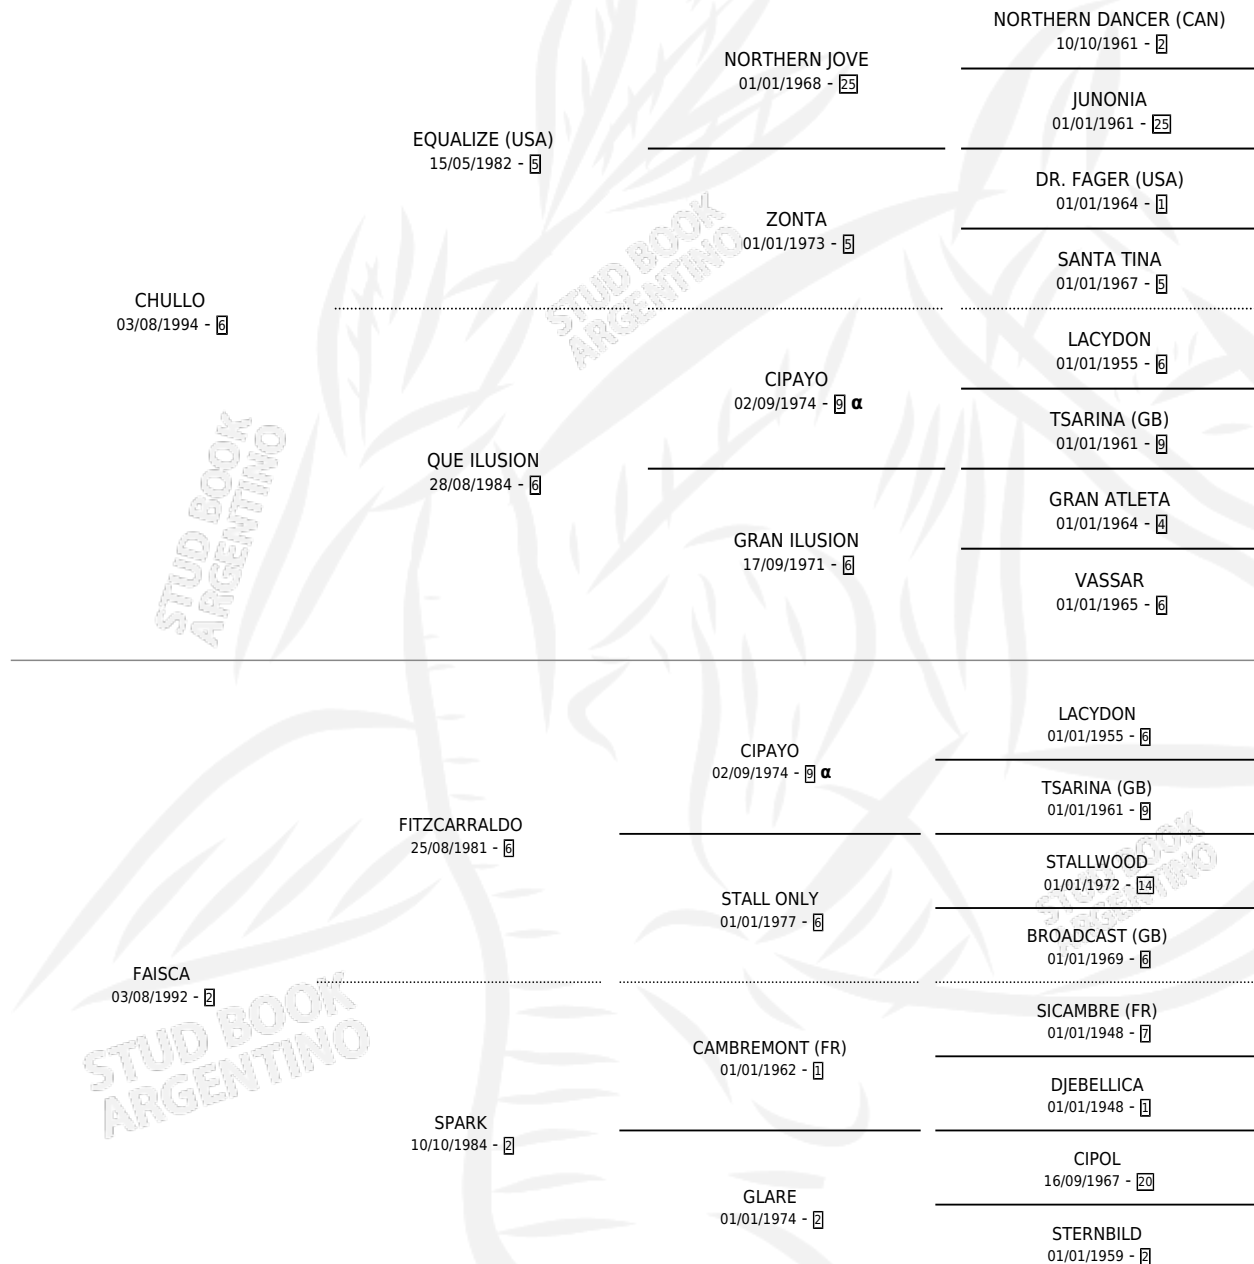 NORTHERN DANCER (CAN)
10/10/1961 - 2
NORTHERN JOVE
01/01/1968 - 25
JUNONIA
01/01/1961 - 25
EQUALIZE (USA)
15/05/1982 - 5
DR. FAGER (USA)
01/01/1964 - 1
ZONTA
01/01/1973 - 5
SANTA TINA
01/01/1967 - 5
CHULLO
03/08/1994 - 6
LACYDON
01/01/1955 - 6
CIPAYO
02/09/1974 - 9 α
TSARINA (GB)
01/01/1961 - 9
QUE ILUSION
28/08/1984 - 6
GRAN ATLETA
01/01/1964 - 4
GRAN ILUSION
17/09/1971 - 6
VASSAR
01/01/1965 - 6
LACYDON
01/01/1955 - 6
CIPAYO
02/09/1974 - 9 α
TSARINA (GB)
01/01/1961 - 9
FITZCARRALDO
25/08/1981 - 6
STALLWOOD
01/01/1972 - 14
STALL ONLY
01/01/1977 - 6
BROADCAST (GB)
01/01/1969 - 6
FAISCA
03/08/1992 - 2
SICAMBRE (FR)
01/01/1948 - 7
CAMBREMONT (FR)
01/01/1962 - 1
DJEBELLICA
01/01/1948 - 1
SPARK
10/10/1984 - 2
CIPOL
16/09/1967 - 20
GLARE
01/01/1974 - 2
STERNBILD
01/01/1959 - 2
STUD BOOK
ARGENTINO
STUD BOOK
ARGENTINO
STUD BOOK
ARGENTINO
STUD BOOK
ARGENTINO